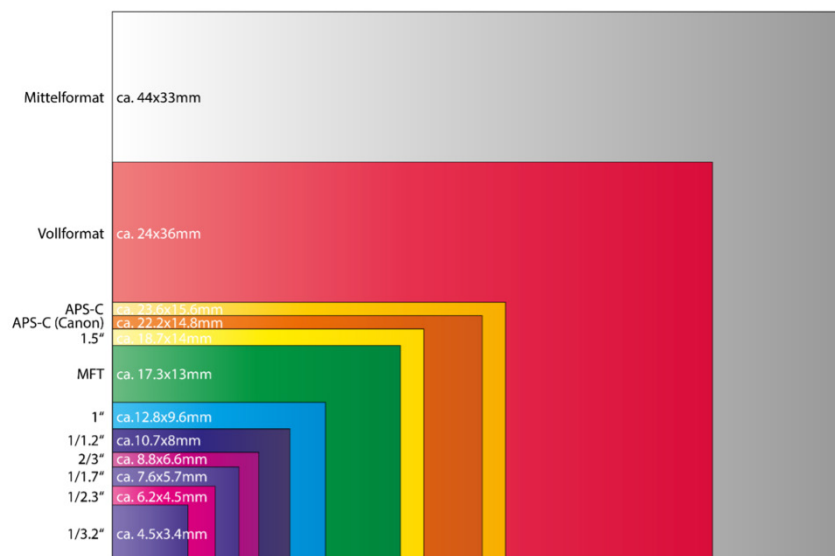 Mittelformat ca. 44x33mm
Vollformat ca. 24x36mm
APS-C ca. 23.6x15.6mm
APS-C (Canon) ca. 22.2x14.8mm
1.5“ ca. 18.7x14mm
MFT ca. 17.3x13mm
1“ ca.12.8x9.6mm
1/1.2“ ca.10.7x8mm
2/3“ ca. 8.8x6.6mm
1/1.7“ ca. 7.6x5.7mm
1/2.3“ ca. 6.2x4.5mm
1/3.2“ ca. 4.5x3.4mm